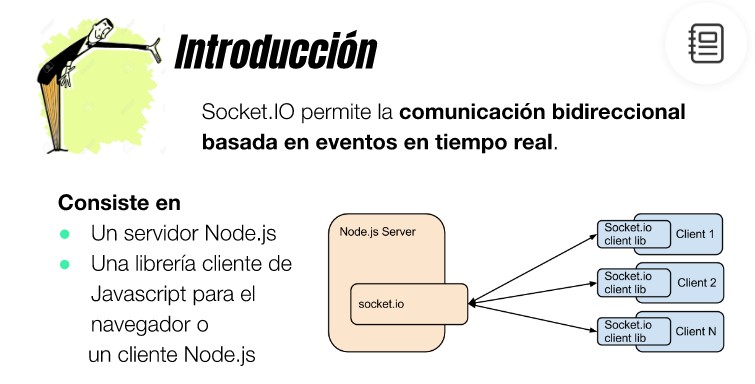 Introducción
Socket.IO permite la comunicación bidireccional
basada en eventos en tiempo real.
Consiste en
Un servidor Node.js
Una librería cliente de
Javascript para el
navegador o
un cliente Node.js
Node.js Server
socket.io
Socket.io
client lib
Client 1
Socket.io
client lib
Client 2
Socket.io
client lib
Client N